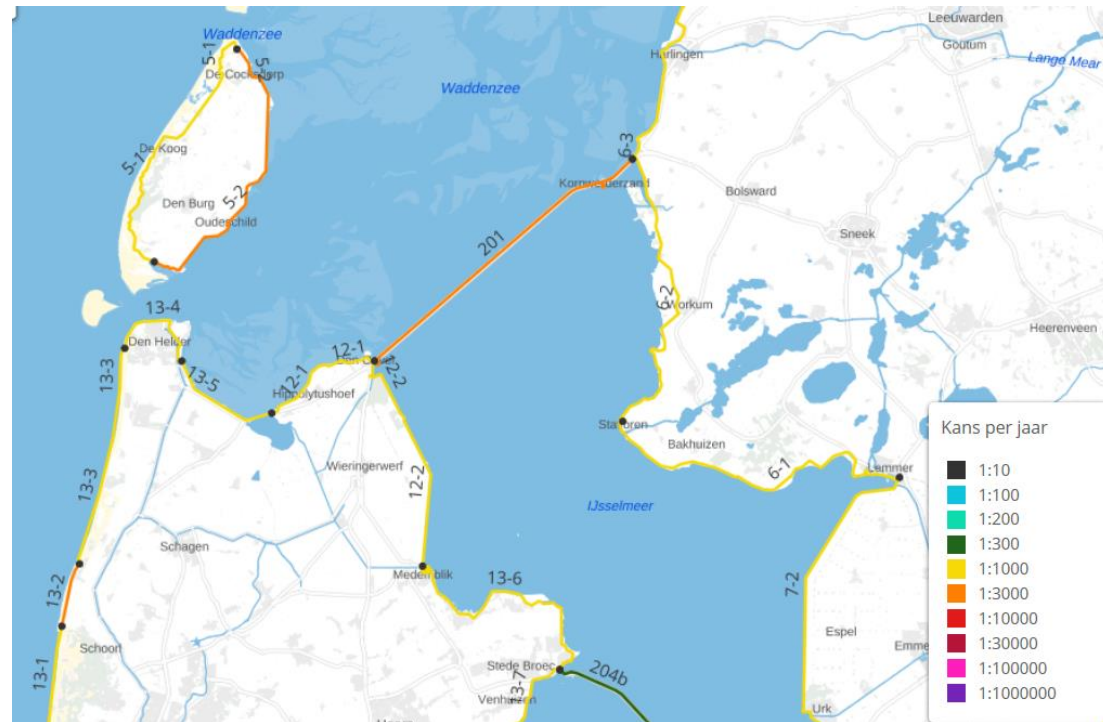 Waddenzee
5-1
De Cocksdorp
Waddenzee
Harlingen
Leeuwarden
Goutum
Lange Mear
De Koog
5-1
5-2
Den Burg
Oudeschild
6-3
Kornwerderzand
Bolsward
Sneek
201
6-2
Workum
Heerenveen
13-4
Den Helder
13-3
13-5
12-1
12-1
12-2
Hippolytushoef
Wieringerwerf
12-2
Stavoren
Bakhuizen
6-1
Lemmer
IJsselmeer
13-3
Schagen
13-2
Medemblik
13-6
7-2
Espel
Schoorl
13-1
Stede Broec
204b
13-7
Venhuizen
Urk
Kans per jaar
1:10
1:100
1:200
1:300
1:1000
1:3000
1:10000
1:30000
1:100000
1:1000000